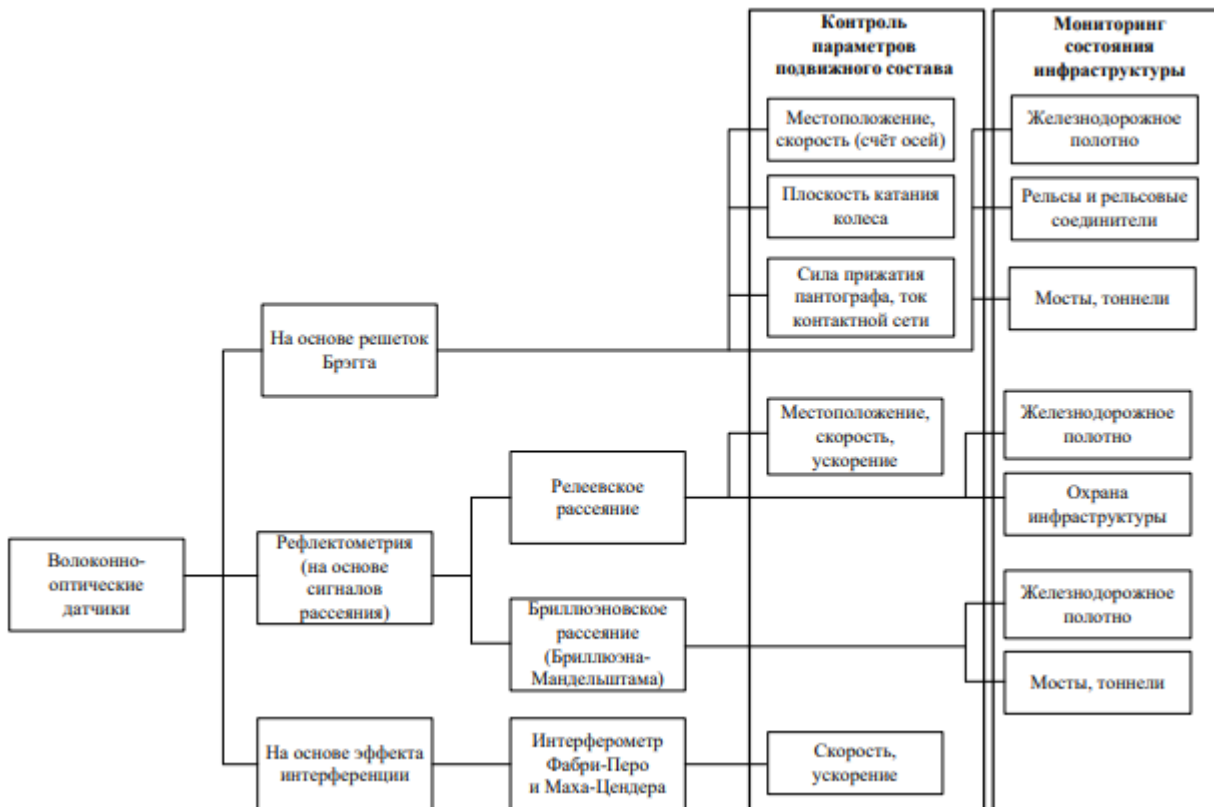 Контроль
параметров
подвижного состава
Мониторинг
состояния
инфраструктуры
Местоположение,
скорость (счёт осей)
Железнодорожное
полотно
Плоскость катания
колеса
Рельсы и рельсовые
соединители
Сила прижатия
пантографа, ток
контактной сети
Мосты, тоннели
На основе решеток
Брэгга
Местоположение,
скорость,
ускорение
Железнодорожное
полотно
Релеевское
рассеяние
Охрана
инфраструктуры
Волоконно-
оптические
датчики
Рефлектометрия
(на основе
сигналов
рассеяния)
Бриллюэновское
рассеяние
(Бриллюэна-
Мандельштама)
Железнодорожное
полотно
Мосты, тоннели
На основе эффекта
интерференции
Интерферометр
Фабри-Перо
и Маха-Цендера
Скорость,
ускорение